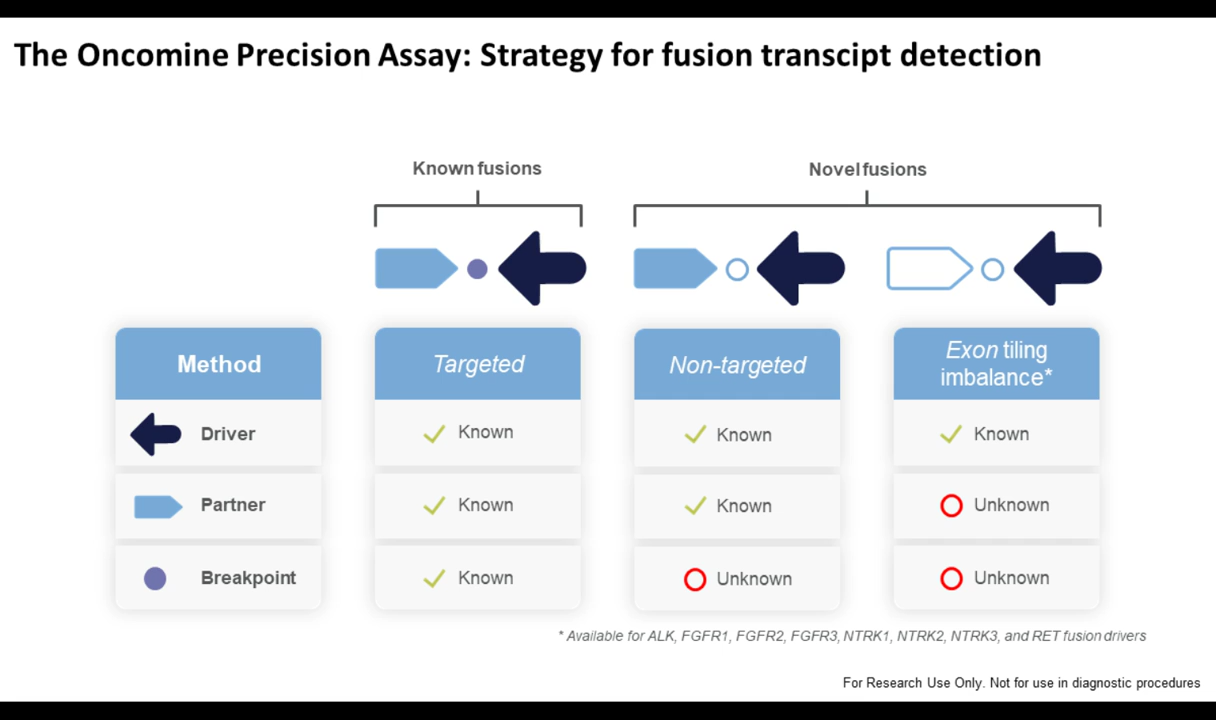 The Oncomine Precision Assay: Strategy for fusion transcipt detection
Known fusions
Novel fusions
Method
Targeted
Non-targeted
Exon tiling
imbalance*
Driver
Known
Known
Known
Partner
Known
Known
Unknown
Breakpoint
Known
Unknown
Unknown
* Available for ALK, FGFR1, FGFR2, FGFR3, NTRK1, NTRK2, NTRK3, and RET fusion drivers
For Research Use Only. Not for use in diagnostic procedures